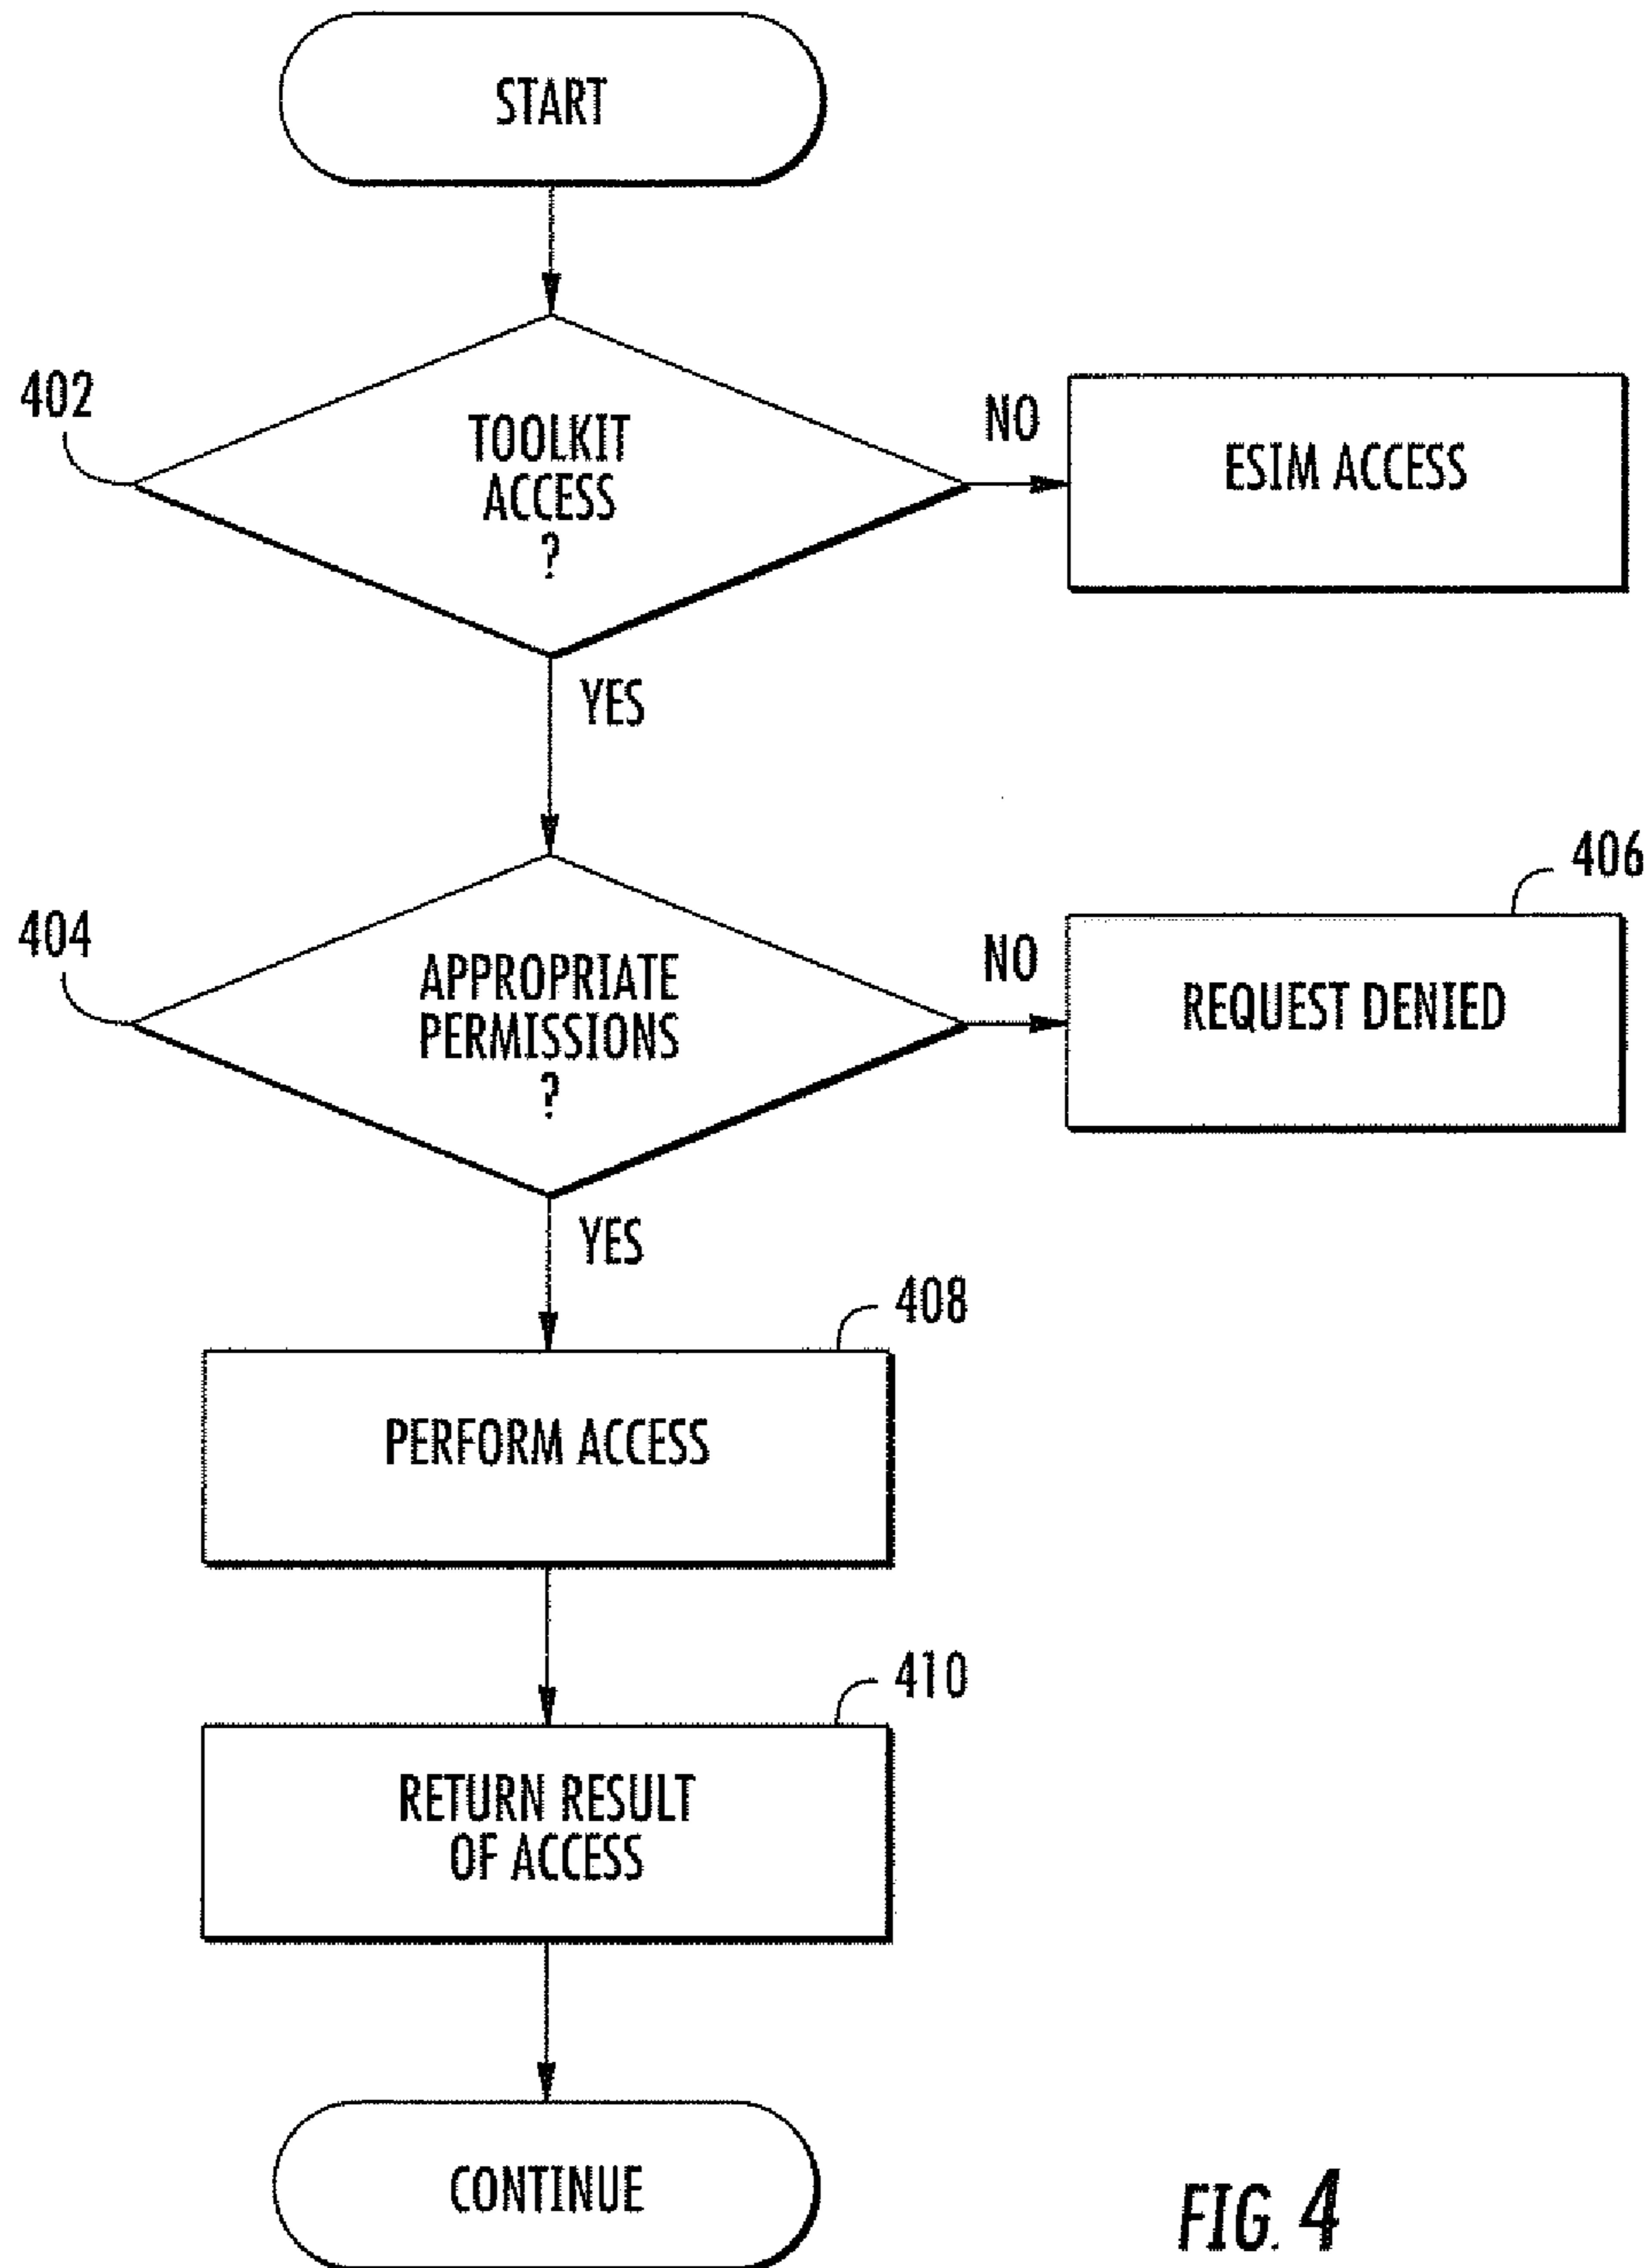 START
402
TOOLKIT
ACCESS
?
NO
ESIM ACCESS
YES
404
APPROPRIATE
PERMISSIONS
?
NO
406
REQUEST DENIED
YES
408
PERFORM ACCESS
410
RETURN RESULT
OF ACCESS
CONTINUE
FIG. 4